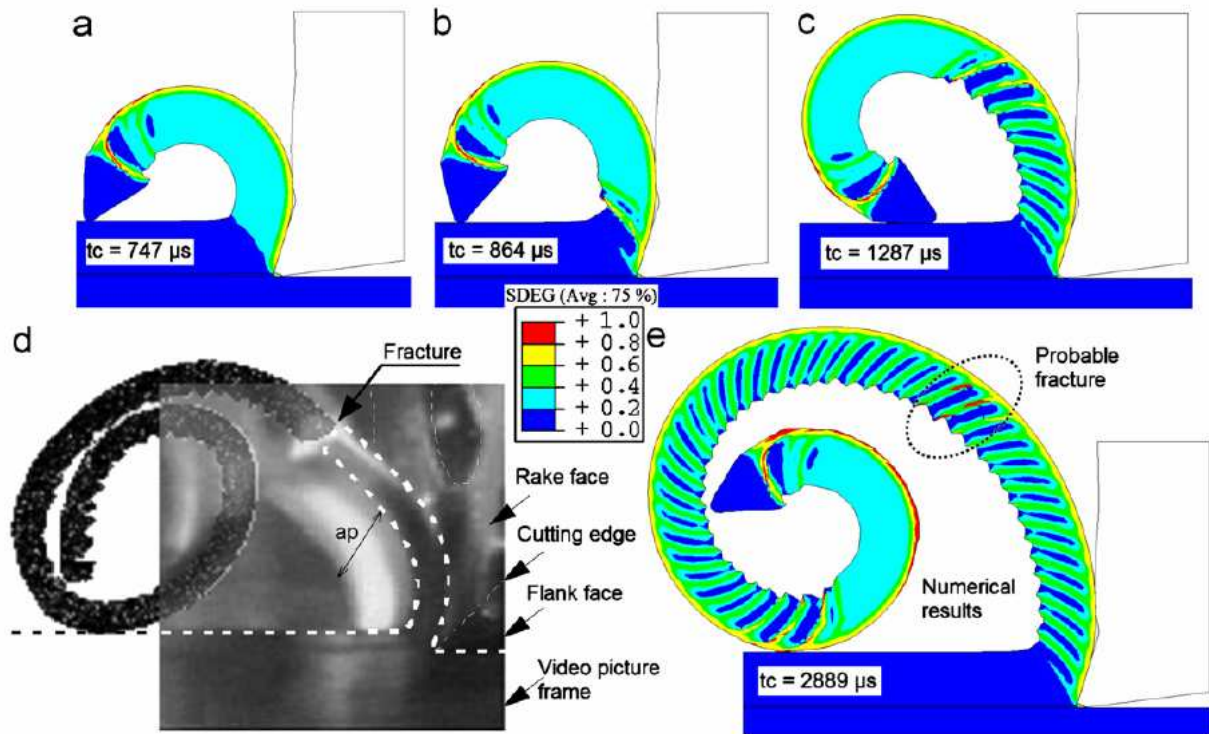 a
b
c
tc = 747 µs
tc = 864 µs
tc = 1287 µs
SDEG (Avg : 75 %)
+ 1.0
+ 0.8
+ 0.6
+ 0.4
+ 0.2
+ 0.0
d
Fracture
ap
Rake face
Cutting edge
Flank face
Video picture
frame
e
Probable
fracture
Numerical
results
tc = 2889 µs